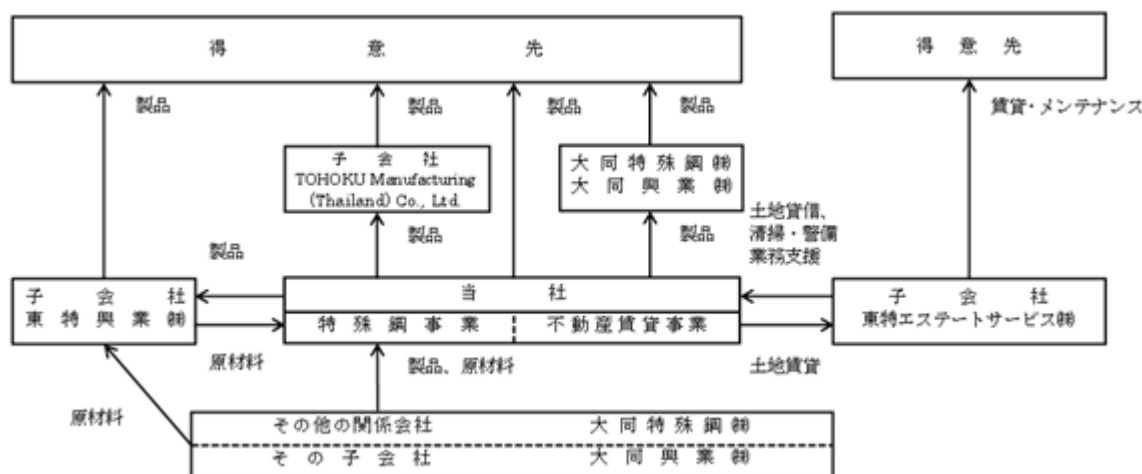 得意先
得意先
製品
製品
製品
製品
賃貸・メンテナンス
子会社
TOHOKU Manufacturing
(Thailand) Co., Ltd.
大同特殊鋼㈱
大同興業㈱
製品
製品
製品
土地賃借、
清掃・警備
業務支援
子会社
東特興業㈱
当社
特殊鋼事業
不動産賃貸事業
子会社
東特エステートサービス㈱
原材料
製品、原材料
土地賃貸
原材料
その他の関係会社 大同特殊鋼㈱
その子会社 大同興業㈱